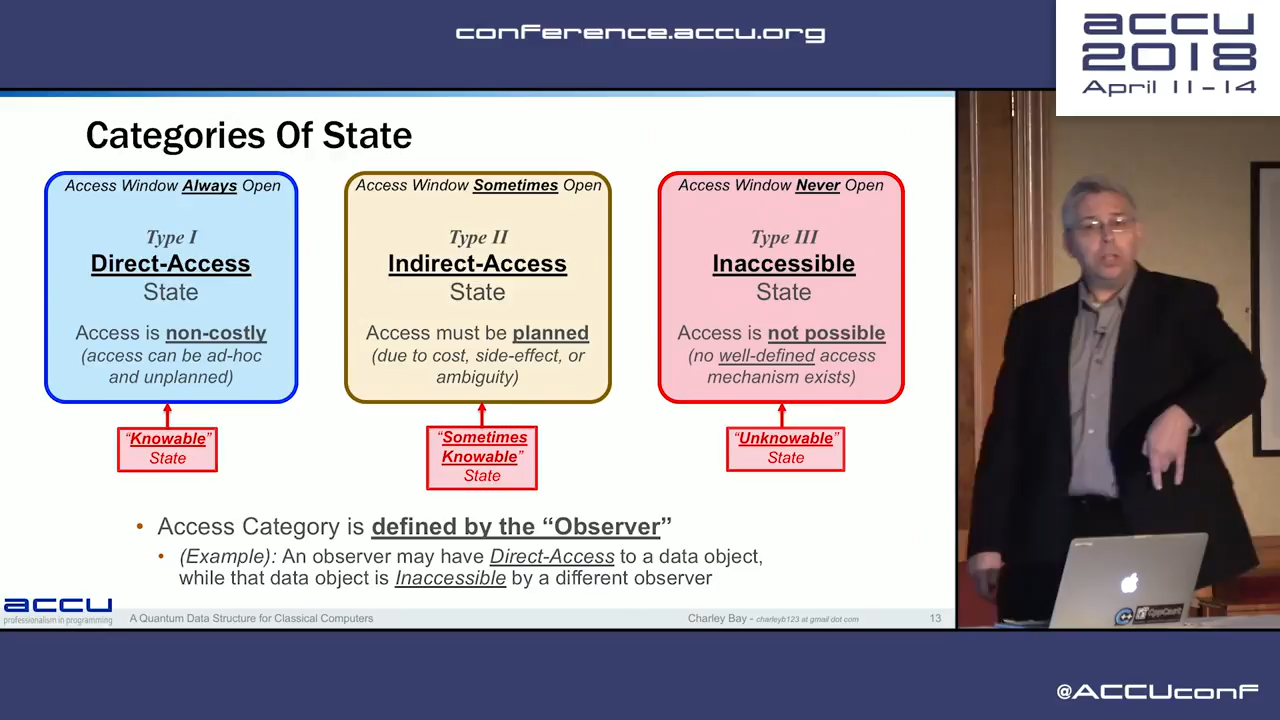 conference.accu.org
accu
2018
April 11-14
Categories Of State
Access Window Always Open
Type I
Direct-Access
State
Access is non-costly
(access can be ad-hoc
and unplanned)
"Knowable"
State
Access Window Sometimes Open
Type II
Indirect-Access
State
Access must be planned
(due to cost, side-effect, or
ambiguity)
"Sometimes
Knowable"
State
Access Window Never Open
Type III
Inaccessible
State
Access is not possible
(no well-defined access
mechanism exists)
"Unknowable"
State
• Access Category is defined by the “Observer”
• (Example): An observer may have Direct-Access to a data object,
while that data object is Inaccessible by a different observer
accu
professionalism in programming
A Quantum Data Structure for Classical Computers
Charley Bay - charleyb123 at gmail dot com
13
CppCast
@ACCUConf